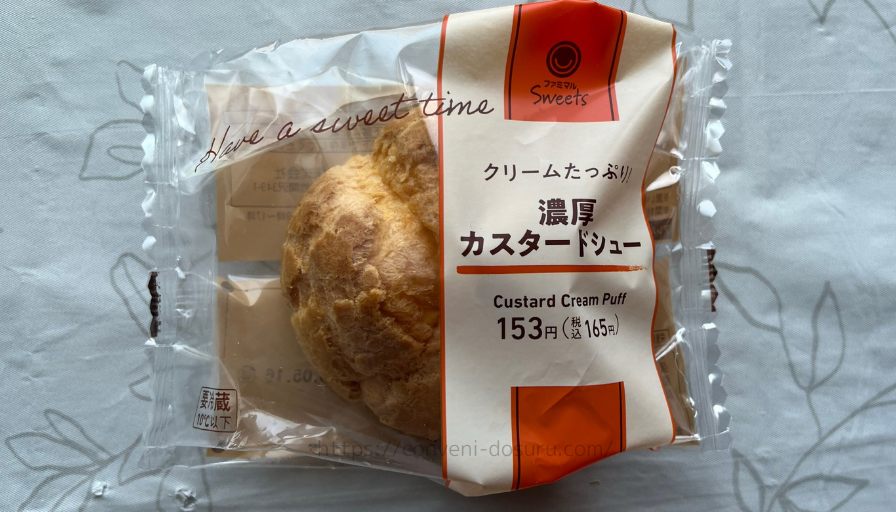 Have a sweet time
ファミマル
Sweets
クリームたっぷり!
濃厚
カスタードシュー
Custard Cream Puff
153円(税込165円)
要冷蔵
10℃以下
https://conveni-dosuru.com/